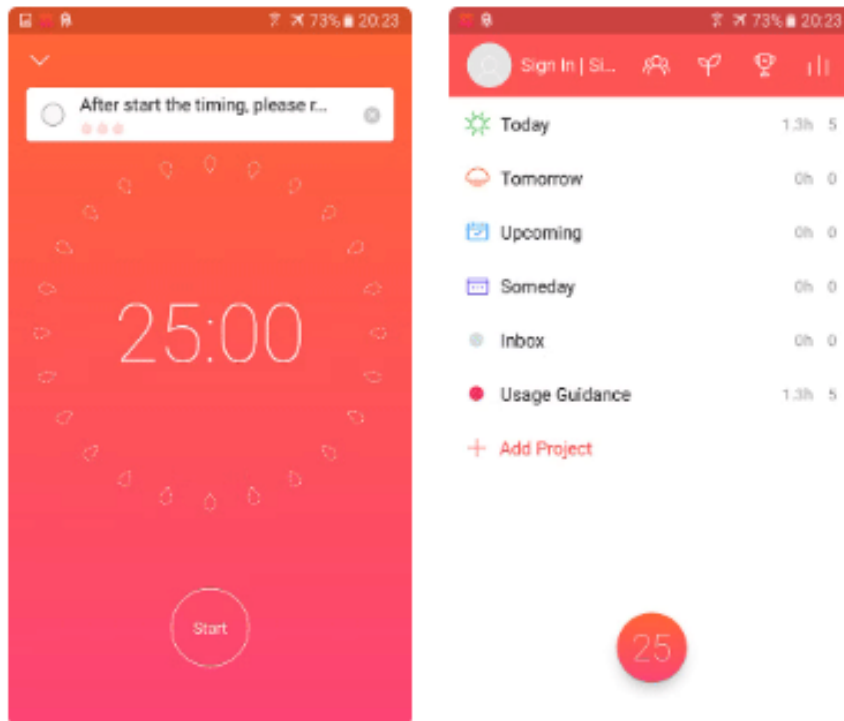 73% 20:23
After start the timing, please r...
25:00
Start
73% 20:23
Sign In | Si...
Today 1.3h 5
Tomorrow 0h 0
Upcoming 0h 0
Someday 0h 0
Inbox 0h 0
Usage Guidance 1.3h 5
+ Add Project
25